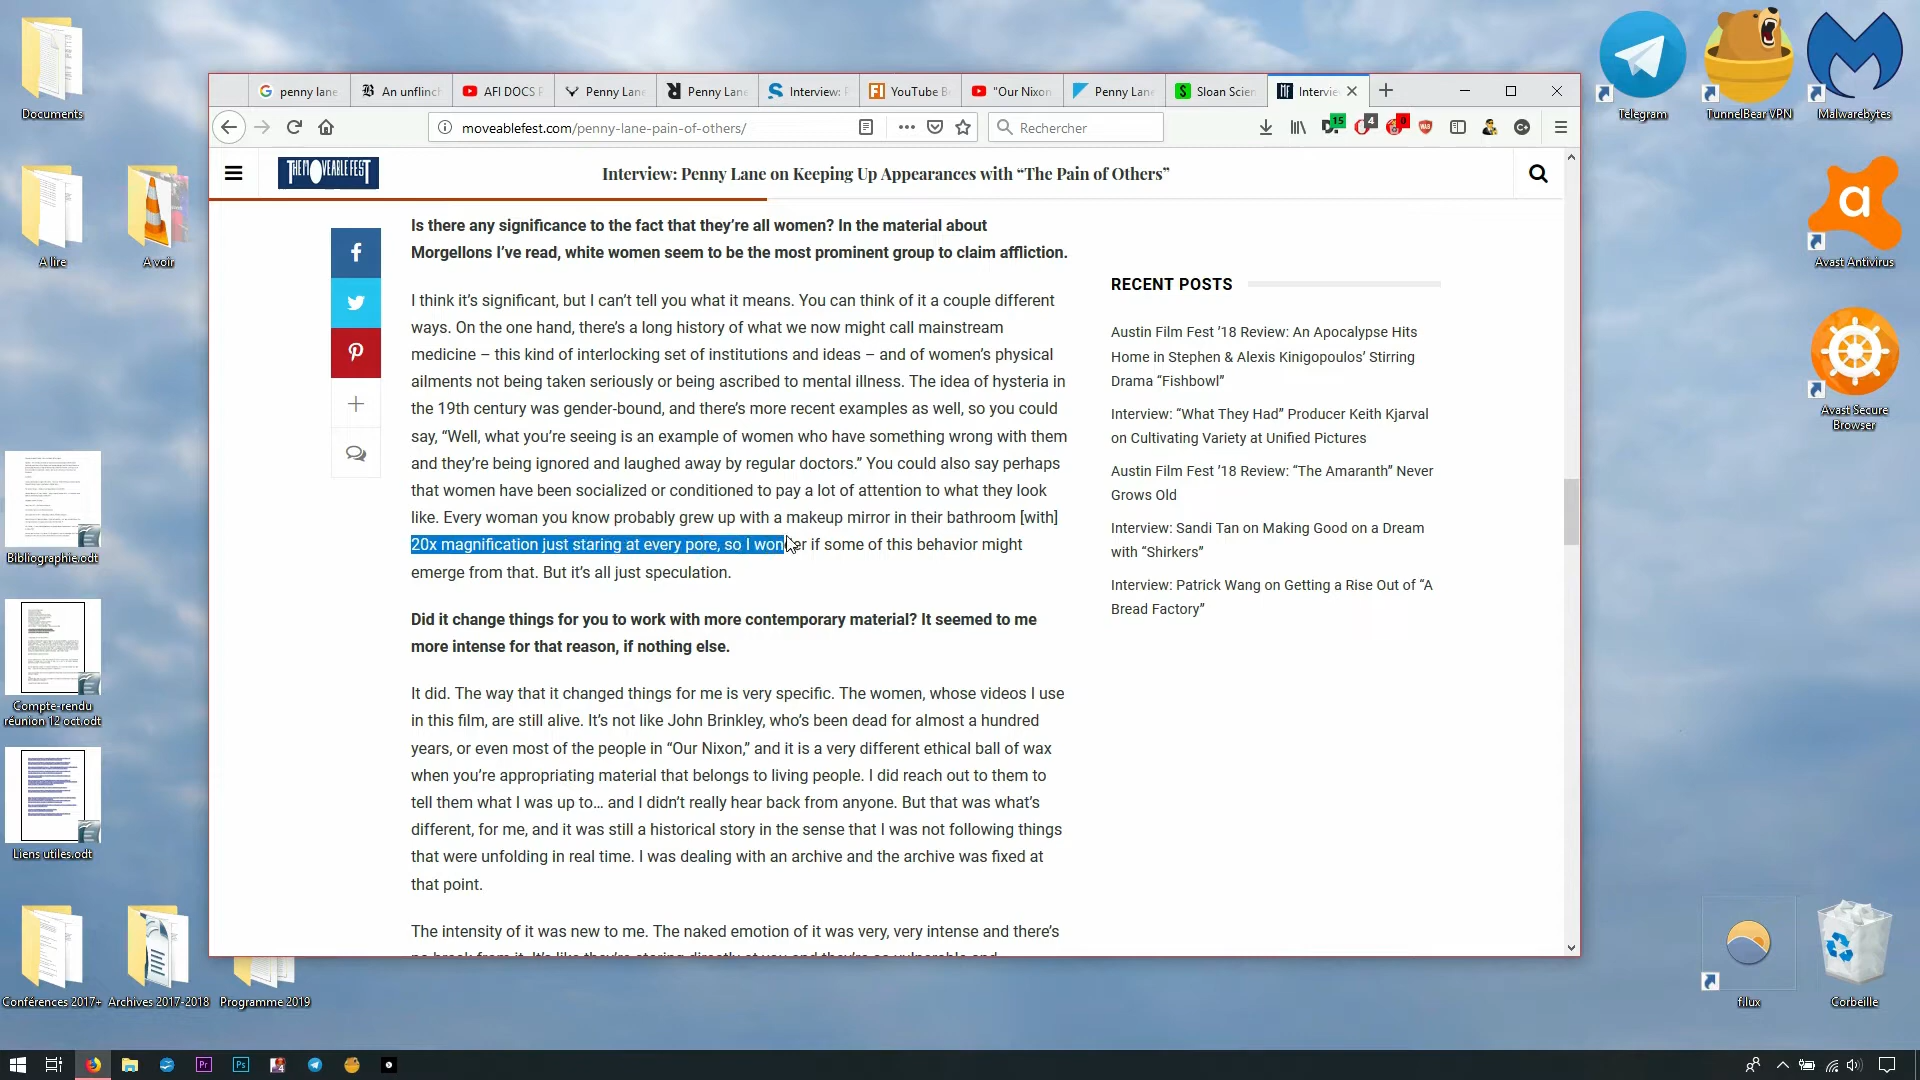 Documents
A lire
A voir
Bibliographie.odt
Compte-rendu
réunion 12 oct.odt
Liens utiles.odt
Conférences 2017+
Archives 2017-2018
Programme 2019
Telegram
TunnelBear VPN
Malwarebytes
Avast Antivirus
Avast Secure
Browser
f.lux
Corbeille
penny lane
An unflinch
AFI DOCS
Penny Lan
Penny Lane
Interview:
YouTube B
"Our Nixon
Penny Lan
Sloan Scien
Intervie
moveablefest.com/penny-lane-pain-of-others/
Rechercher
15
4
0
THE MOVEABLE FEST
Interview: Penny Lane on Keeping Up Appearances with “The Pain of Others”
Is there any significance to the fact that they’re all women? In the material about
Morgellons I’ve read, white women seem to be the most prominent group to claim affliction.
I think it’s significant, but I can’t tell you what it means. You can think of it a couple different
ways. On the one hand, there’s a long history of what we now might call mainstream
medicine – this kind of interlocking set of institutions and ideas – and of women’s physical
ailments not being taken seriously or being ascribed to mental illness. The idea of hysteria in
the 19th century was gender-bound, and there’s more recent examples as well, so you could
say, “Well, what you’re seeing is an example of women who have something wrong with them
and they’re being ignored and laughed away by regular doctors.” You could also say perhaps
that women have been socialized or conditioned to pay a lot of attention to what they look
like. Every woman you know probably grew up with a makeup mirror in their bathroom [with]
20x magnification just staring at every pore, so I wonder if some of this behavior might
emerge from that. But it’s all just speculation.
Did it change things for you to work with more contemporary material? It seemed to me
more intense for that reason, if nothing else.
It did. The way that it changed things for me is very specific. The women, whose videos I use
in this film, are still alive. It’s not like John Brinkley, who’s been dead for almost a hundred
years, or even most of the people in “Our Nixon,” and it is a very different ethical ball of wax
when you’re appropriating material that belongs to living people. I did reach out to them to
tell them what I was up to… and I didn’t really hear back from anyone. But that was what’s
different, for me, and it was still a historical story in the sense that I was not following things
that were unfolding in real time. I was dealing with an archive and the archive was fixed at
that point.
The intensity of it was new to me. The naked emotion of it was very, very intense and there’s
RECENT POSTS
Austin Film Fest ’18 Review: An Apocalypse Hits
Home in Stephen & Alexis Kinigopoulos’ Stirring
Drama “Fishbowl”
Interview: “What They Had” Producer Keith Kjarval
on Cultivating Variety at Unified Pictures
Austin Film Fest ’18 Review: “The Amaranth” Never
Grows Old
Interview: Sandi Tan on Making Good on a Dream
with “Shirkers”
Interview: Patrick Wang on Getting a Rise Out of “A
Bread Factory”